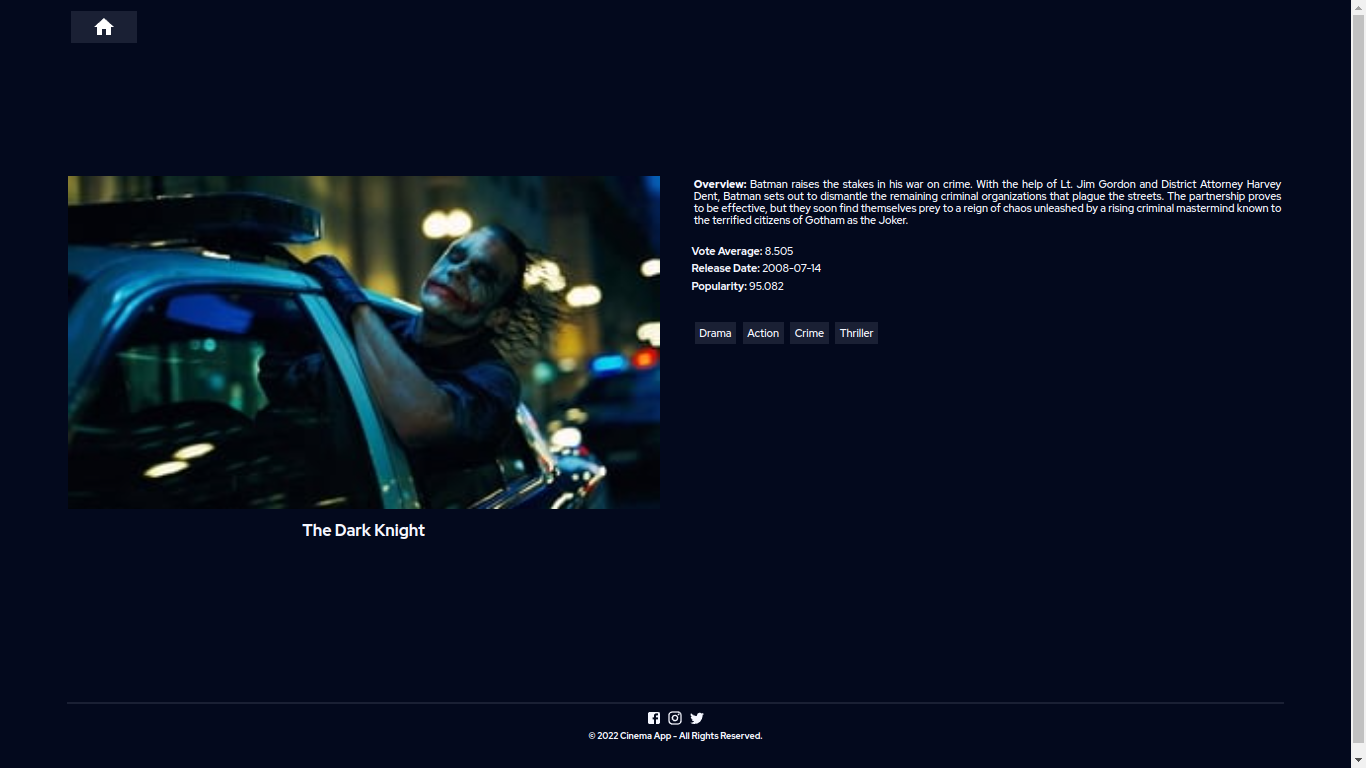 Overview: Batman raises the stakes in his war on crime. With the help of Lt. Jim Gordon and District Attorney Harvey
Dent, Batman sets out to dismantle the remaining criminal organizations that plague the streets. The partnership proves
to be effective, but they soon find themselves prey to a reign of chaos unleashed by a rising criminal mastermind known to
the terrified citizens of Gotham as the Joker.
Vote Average: 8.505
Release Date: 2008-07-14
Popularity: 95.082
Drama Action Crime Thriller
The Dark Knight
© 2022 Cinema App - All Rights Reserved.